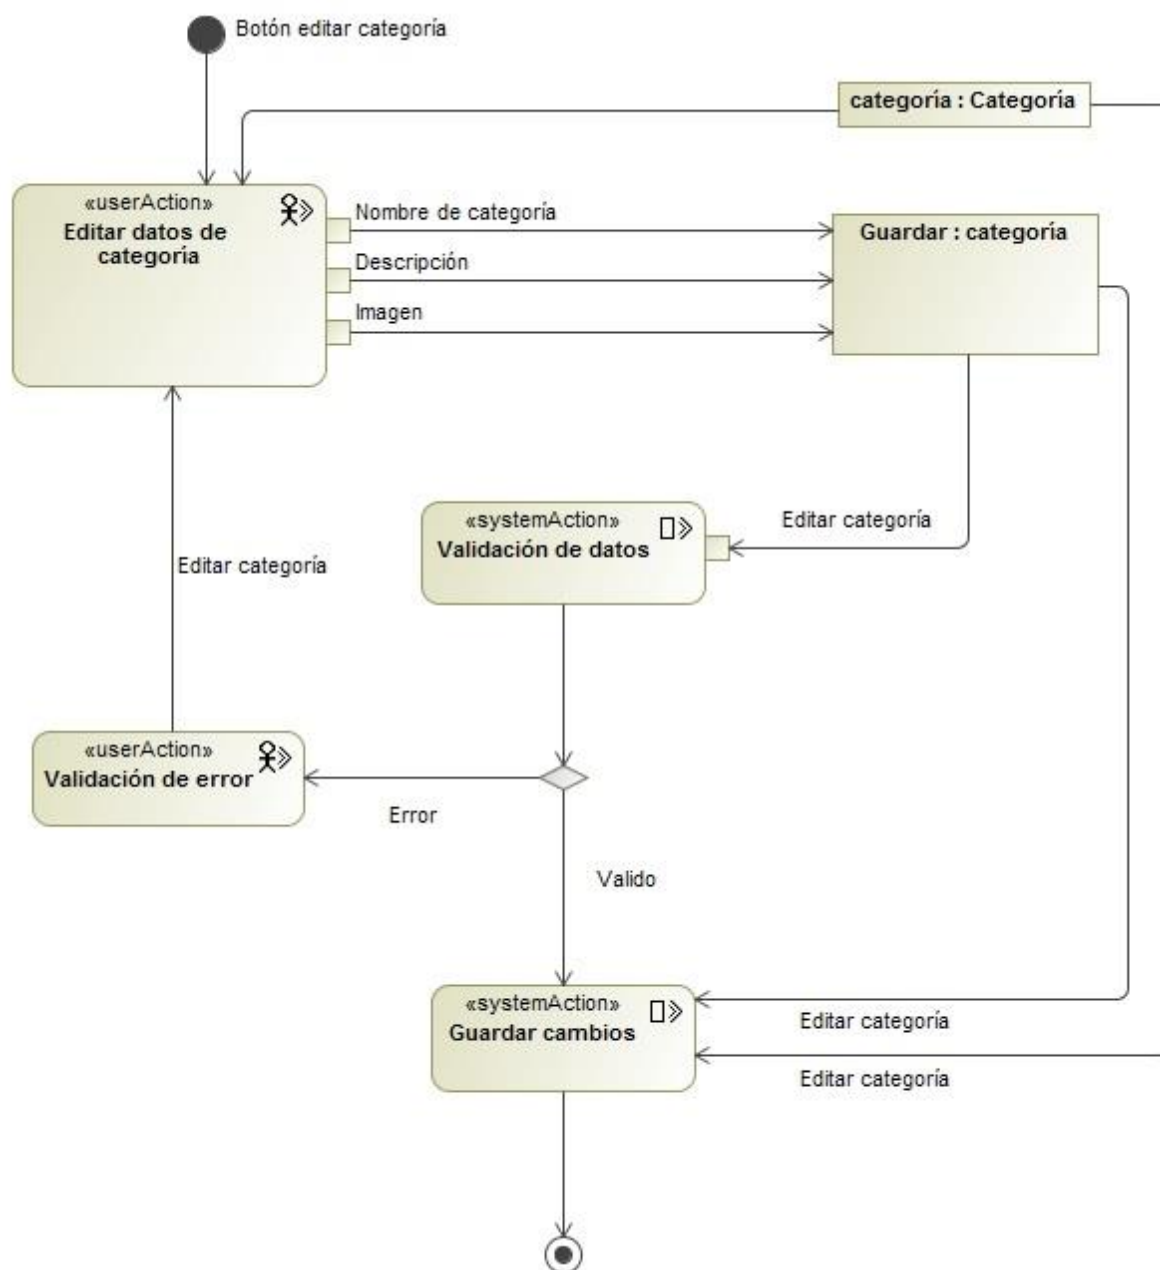 Botón editar categoría
categoría : Categoría
«userAction»
Editar datos de
categoría
Nombre de categoría
Descripción
Imagen
Guardar : categoría
«systemAction»
Validación de datos
Editar categoría
Editar categoría
«userAction»
Validación de error
Error
Valido
«systemAction»
Guardar cambios
Editar categoría
Editar categoría